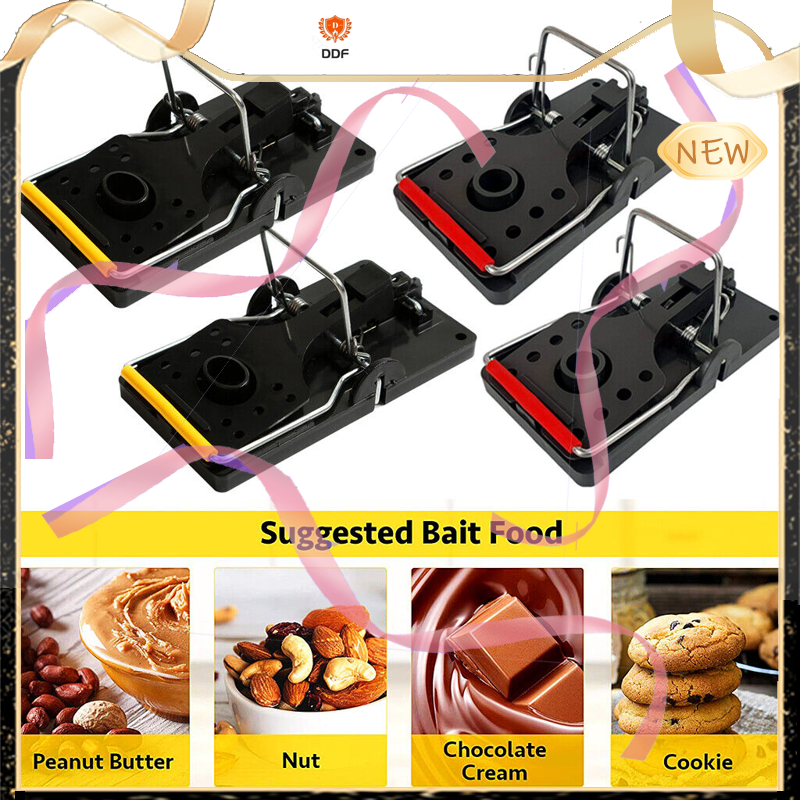 DDF
NEW
Suggested Bait Food
Peanut Butter
Nut
Chocolate
Cream
Cookie